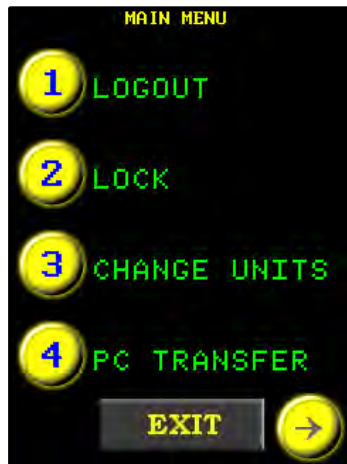 MAIN MENU
1 LOGOUT
2 LOCK
3 CHANGE UNITS
4 PC TRANSFER
EXIT